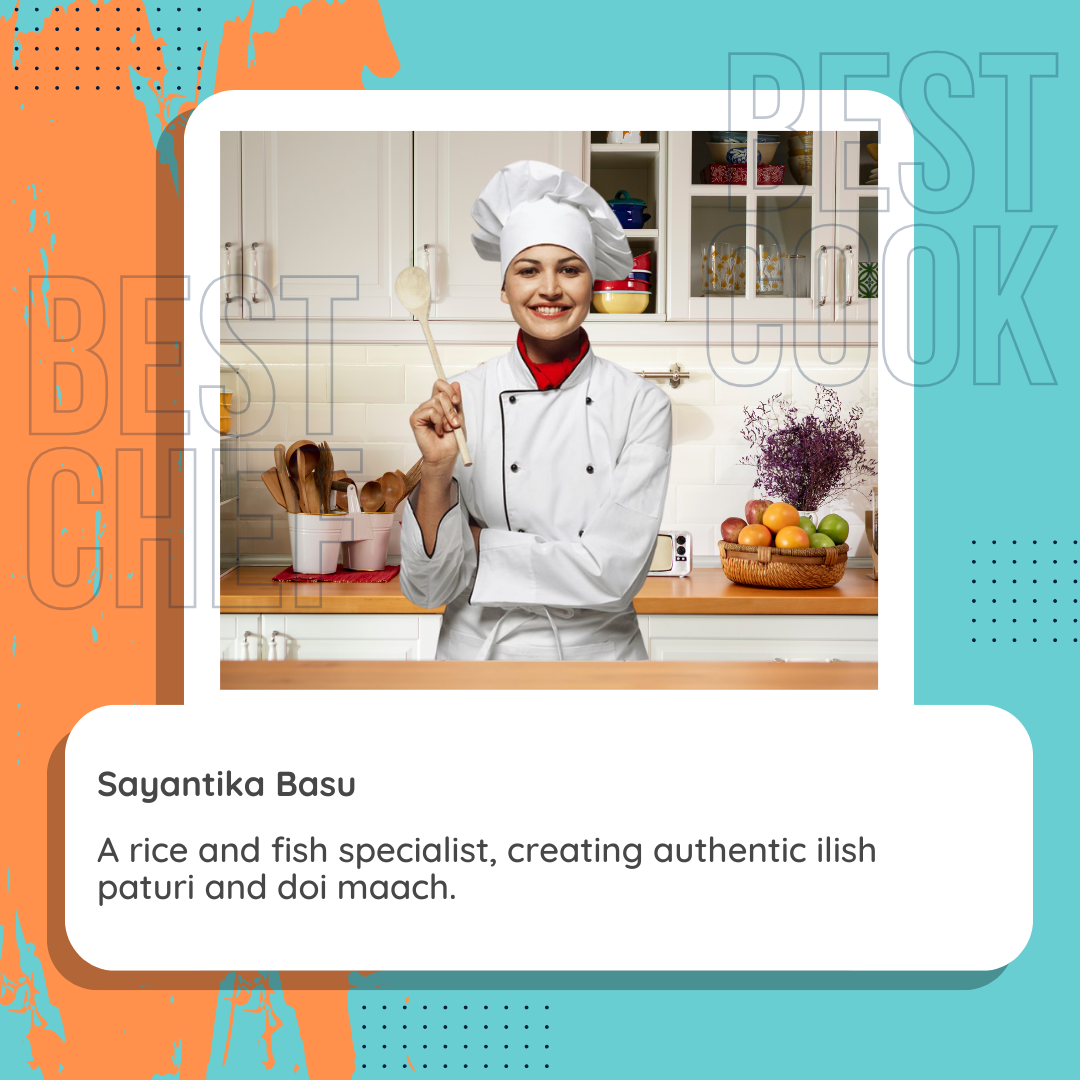 BEST
COOK
BEST
CHEF
Sayantika Basu
A rice and fish specialist, creating authentic ilish
paturi and doi maach.